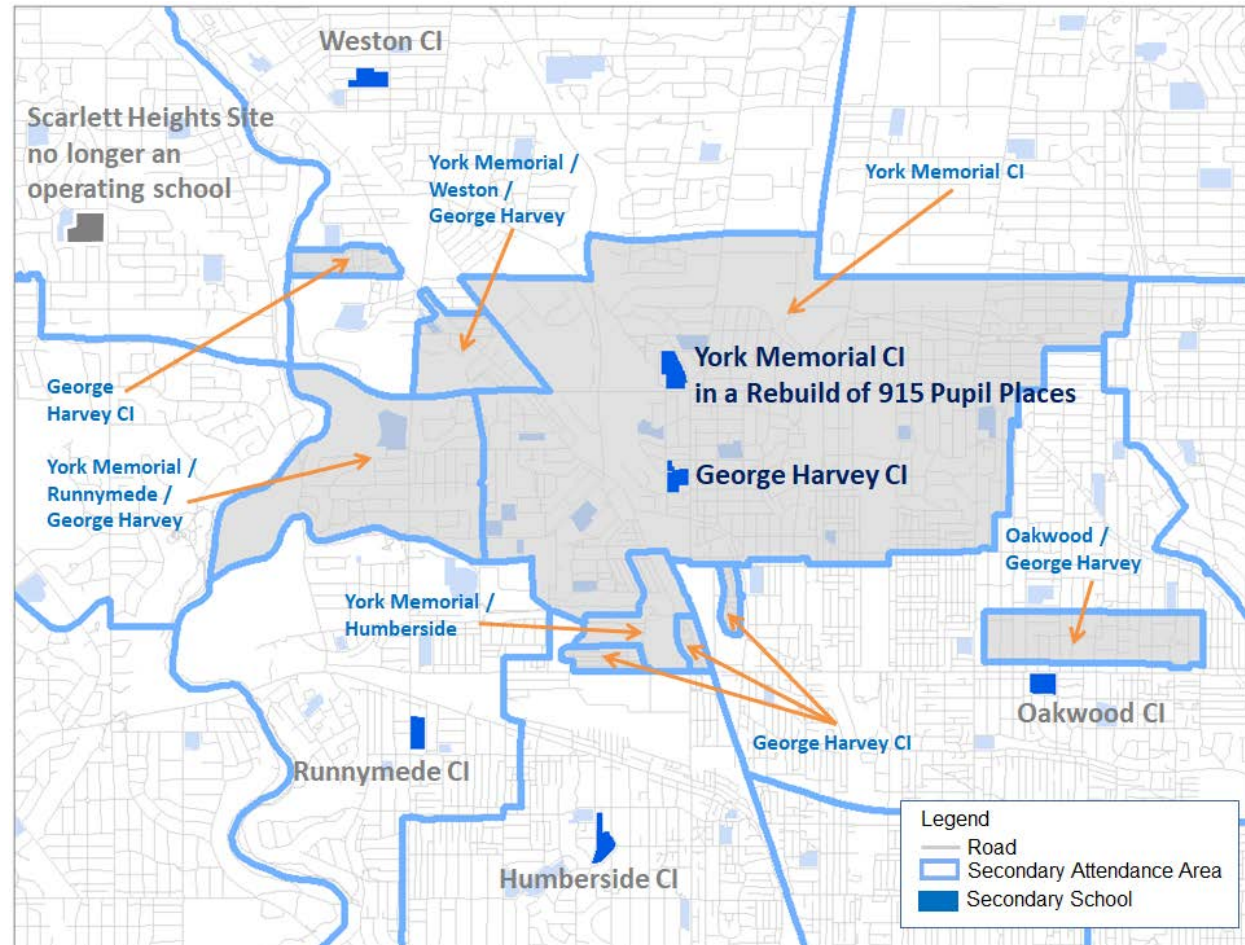 Weston CI
Scarlett Heights Site
no longer an
operating school
York Memorial /
Weston /
George Harvey
York Memorial CI
York Memorial CI
in a Rebuild of 915 Pupil Places
George
Harvey CI
George Harvey CI
York Memorial /
Runnymede /
George Harvey
Oakwood /
George Harvey
York Memorial /
Humberside
Oakwood CI
George Harvey CI
Runnymede CI
Humberside CI
Legend
Road
Secondary Attendance Area
Secondary School